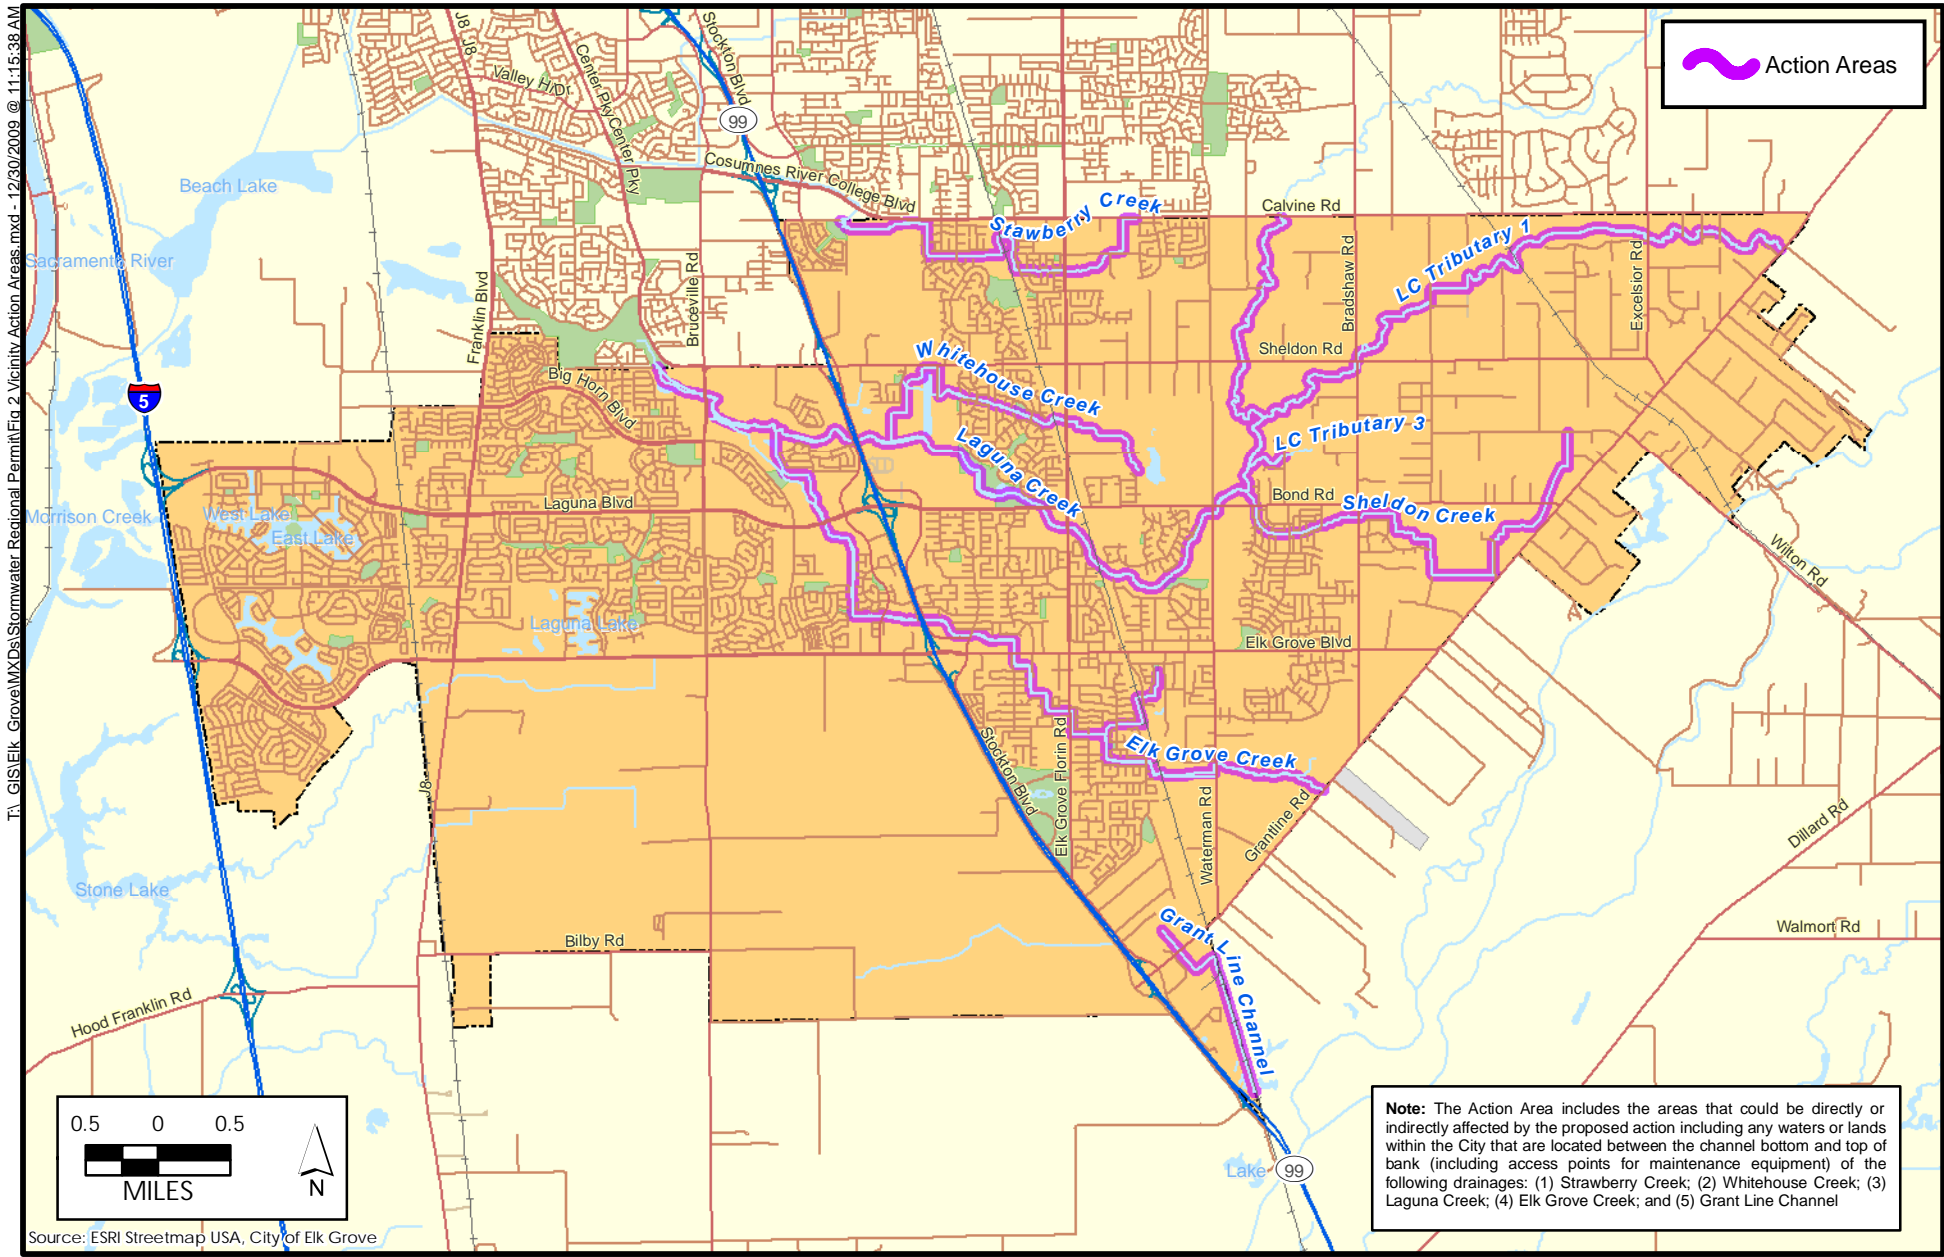 T:\_GIS\Elk_Grove\MXDs\Stormwater Regional Permit\Fig 2 Vicinity Action Areas.mxd - 12/30/2009 @ 11:15:38 AM
Action Areas
J8
J8
Valley Hi Dr
Center Pky
Center Pky
Stockton Blvd
99
Cosumnes River College Blvd
Beach Lake
Sacramento River
Stawberry Creek
Calvine Rd
LC Tributary 1
Bradshaw Rd
Excelsior Rd
Franklin Blvd
Bruceville Rd
Sheldon Rd
Whitehouse Creek
Big Horn Blvd
5
LC Tributary 3
Laguna Creek
Bond Rd
Sheldon Creek
Laguna Blvd
Morrison Creek
West Lake
East Lake
Wilton Rd
Laguna Lake
Elk Grove Blvd
Elk Grove Creek
Stockton Blvd
Elk Grove Florin Rd
J8
Waterman Rd
Grantline Rd
Dillard Rd
Stone Lake
Grant Line Channel
Walmort Rd
Bilby Rd
Hood Franklin Rd
Lake
99
0.5 0 0.5
MILES
N
Source: ESRI Streetmap USA, City of Elk Grove
Note: The Action Area includes the areas that could be directly or
indirectly affected by the proposed action including any waters or lands
within the City that are located between the channel bottom and top of
bank (including access points for maintenance equipment) of the
following drainages: (1) Strawberry Creek; (2) Whitehouse Creek; (3)
Laguna Creek; (4) Elk Grove Creek; and (5) Grant Line Channel